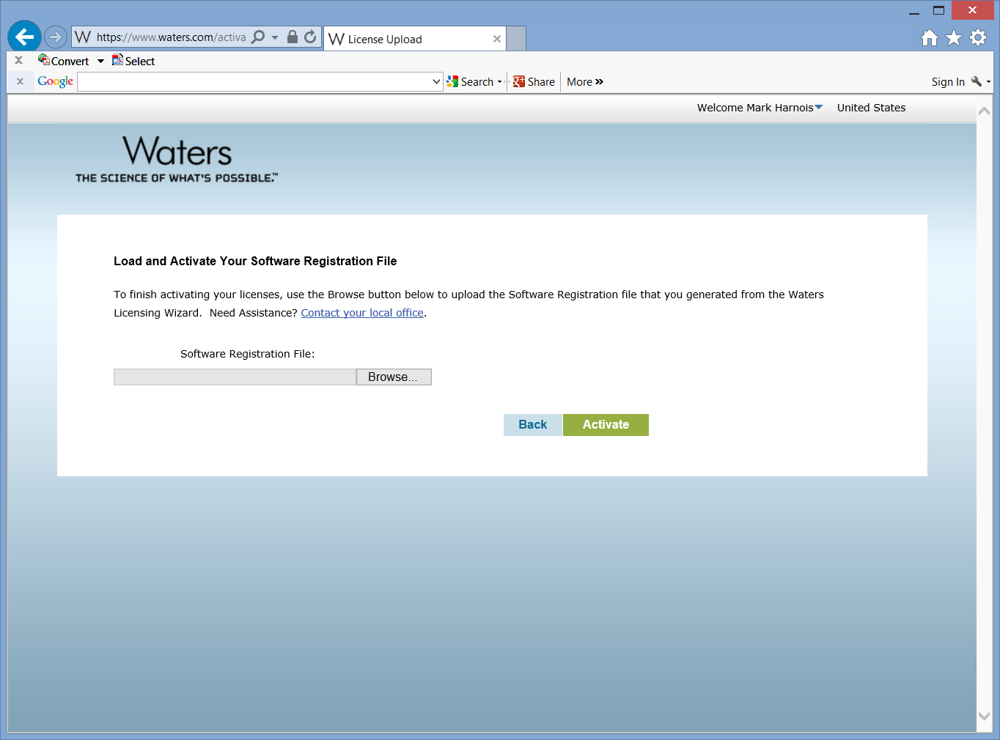 https://www.waters.com/activa
License Upload
Convert
Select
Google
Search
Share
More »
Sign In
Welcome Mark Harnois
United States
Waters
THE SCIENCE OF WHAT'S POSSIBLE.™
Load and Activate Your Software Registration File
To finish activating your licenses, use the Browse button below to upload the Software Registration file that you generated from the Waters
Licensing Wizard.  Need Assistance? Contact your local office.
Software Registration File:
Browse...
Back
Activate